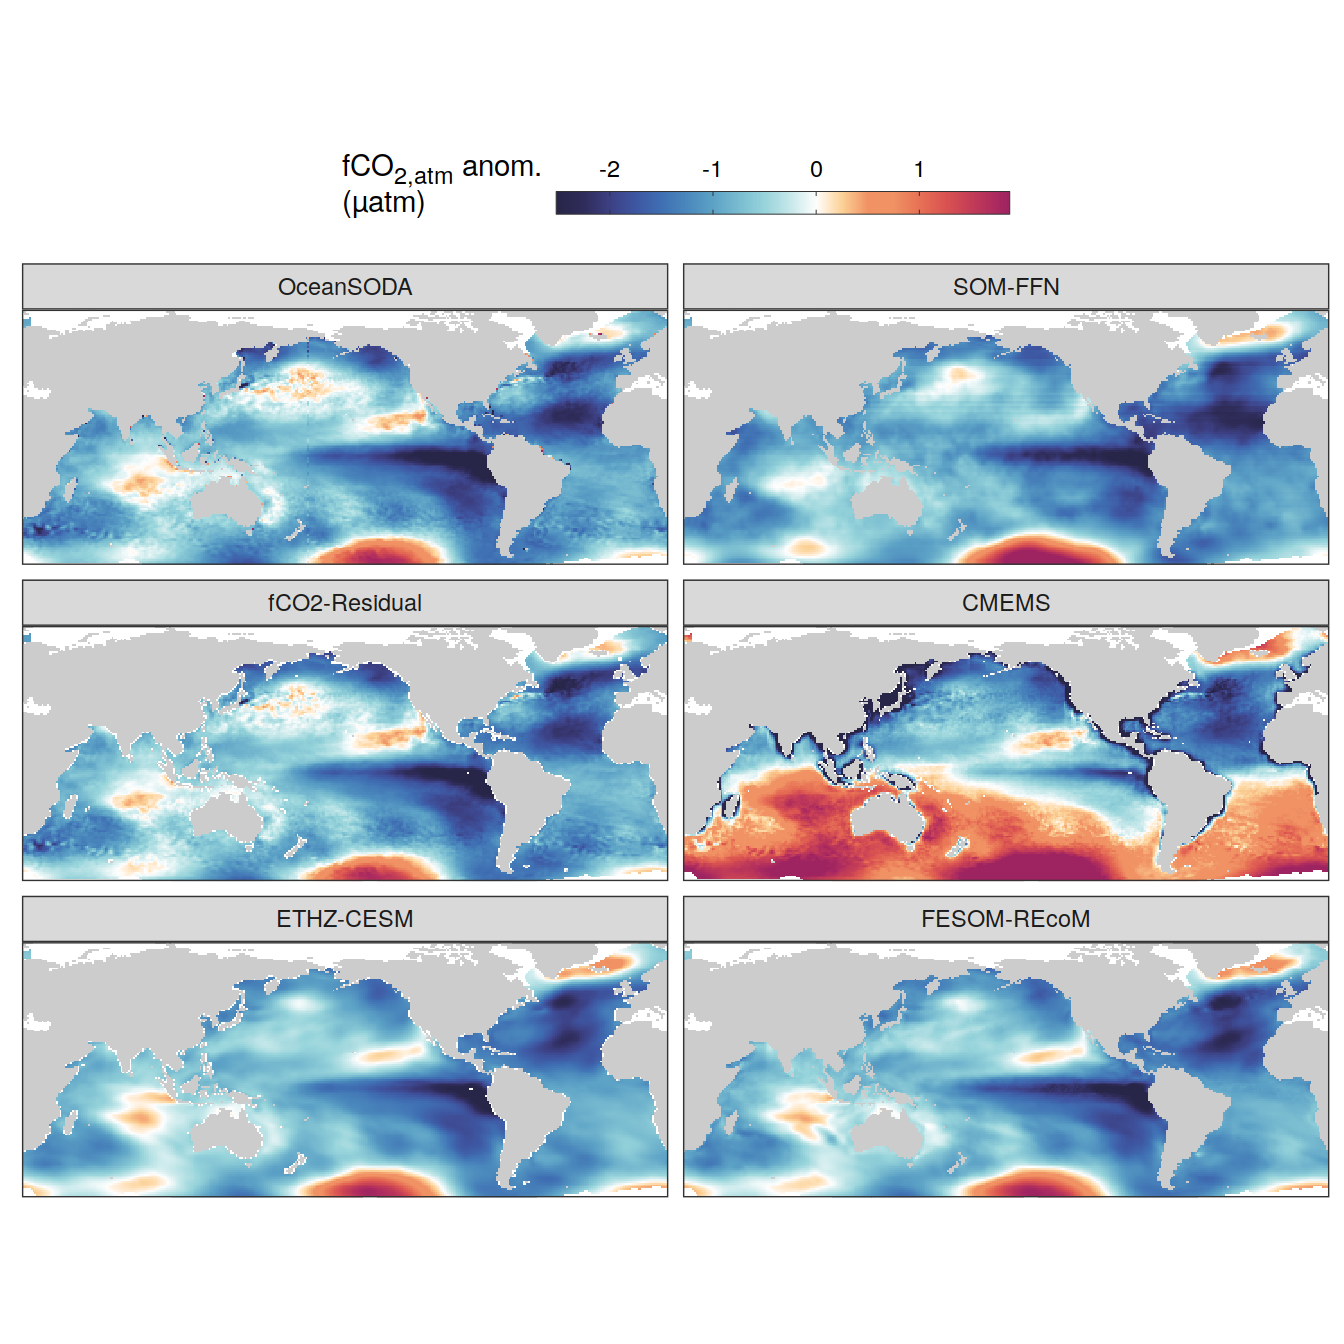 fCO2,atm anom.
(µatm)
-2 -1 0 1
OceanSODA SOM-FFN
fCO2-Residual CMEMS
ETHZ-CESM FESOM-REcoM